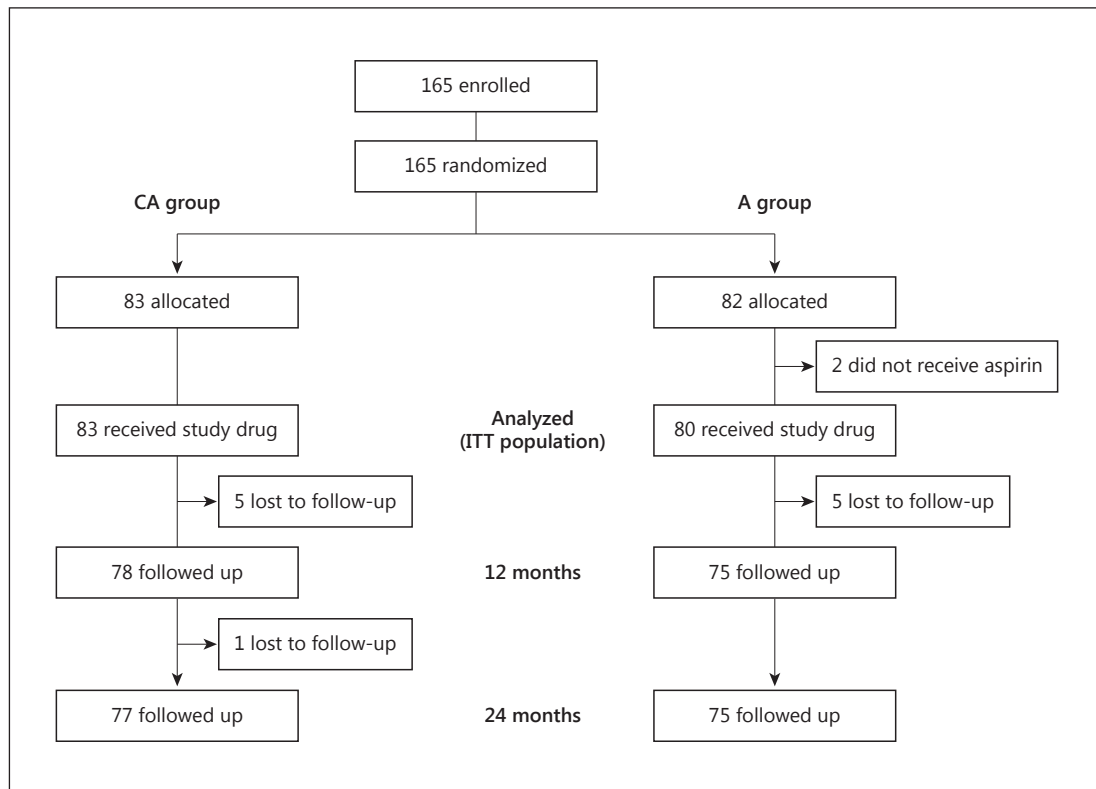 165 enrolled
165 randomized
CA group
A group
83 allocated
82 allocated
2 did not receive aspirin
83 received study drug
Analyzed
(ITT population)
80 received study drug
5 lost to follow-up
5 lost to follow-up
78 followed up
12 months
75 followed up
1 lost to follow-up
77 followed up
24 months
75 followed up